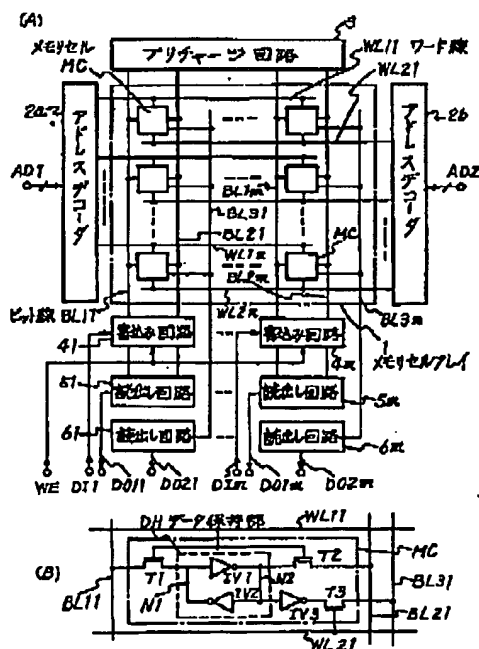 (A)
3
プリチャージ回路
メモリセル
MC
WL11 ワード線
WL21
2a
2b
アドレスデコーダ
アドレスデコーダ
AD1
AD2
BL1m
BL31
BL21
WL1n
MC
BL2m
ビット線 BL11
WL2n
BL3m
1
メモリセルアレイ
41
書込み回路
書込み回路
4m
51
読出し回路
読出し回路
5m
61
読出し回路
読出し回路
6m
WE
DI1
DO11
DO21
DIm
DO1m
DO2m
DHデータ保持部
WL11
MC
(B)
T1
IV1
N2
T2
BL11
N1
IV2
IV3
T3
BL31
BL21
WL21